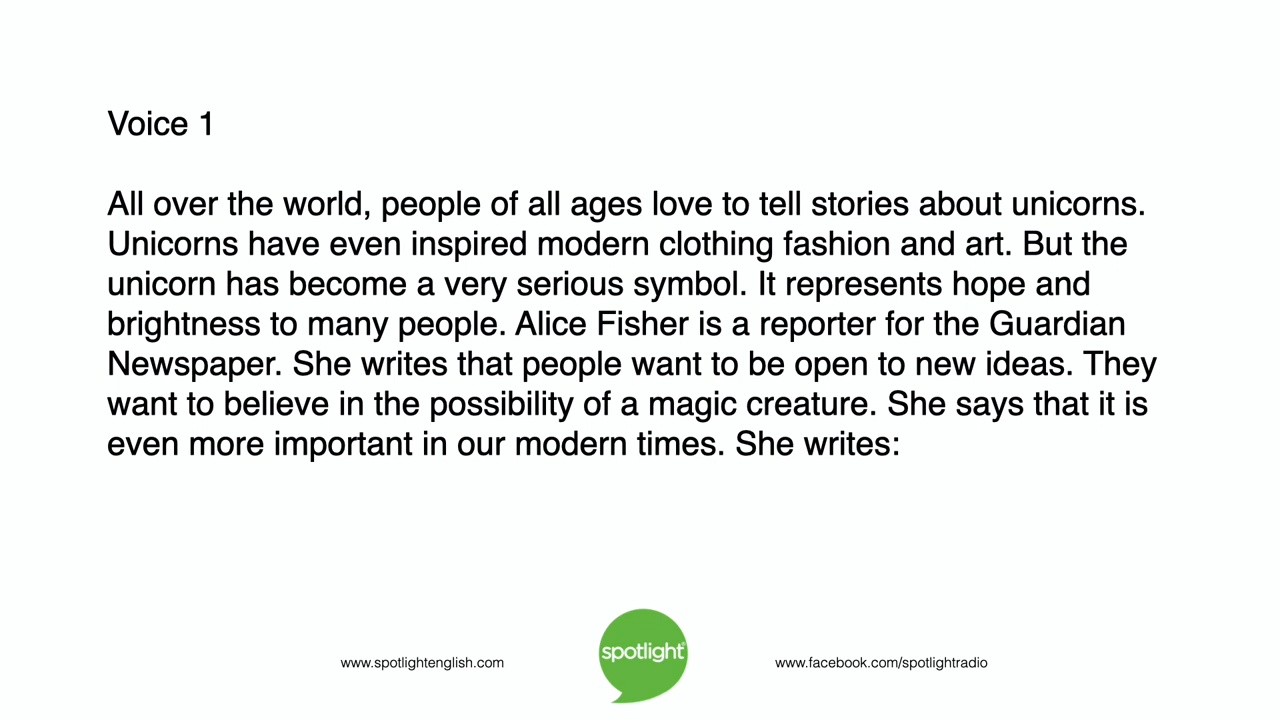 Voice 1
All over the world, people of all ages love to tell stories about unicorns.
Unicorns have even inspired modern clothing fashion and art. But the
unicorn has become a very serious symbol. It represents hope and
brightness to many people. Alice Fisher is a reporter for the Guardian
Newspaper. She writes that people want to be open to new ideas. They
want to believe in the possibility of a magic creature. She says that it is
even more important in our modern times. She writes:
www.spotlightenglish.com
spotlight®
www.facebook.com/spotlightradio